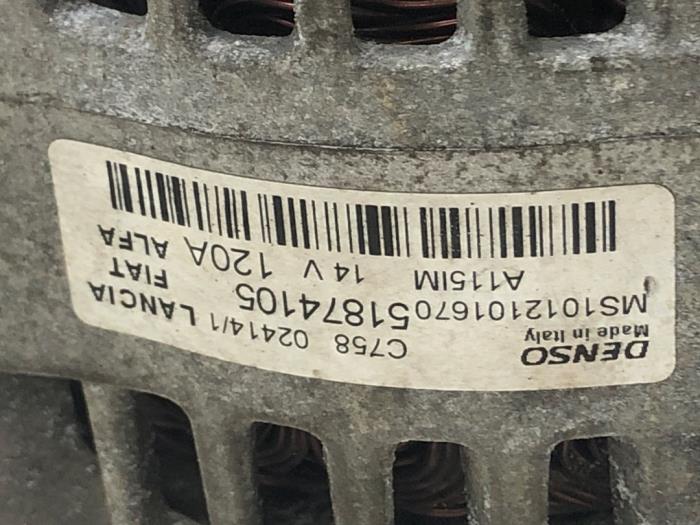 DENSO C758 02414/1 LANCIA
Made in Italy
MS1012101670 51874105 FIAT
A115IM 14 V 120A ALFA